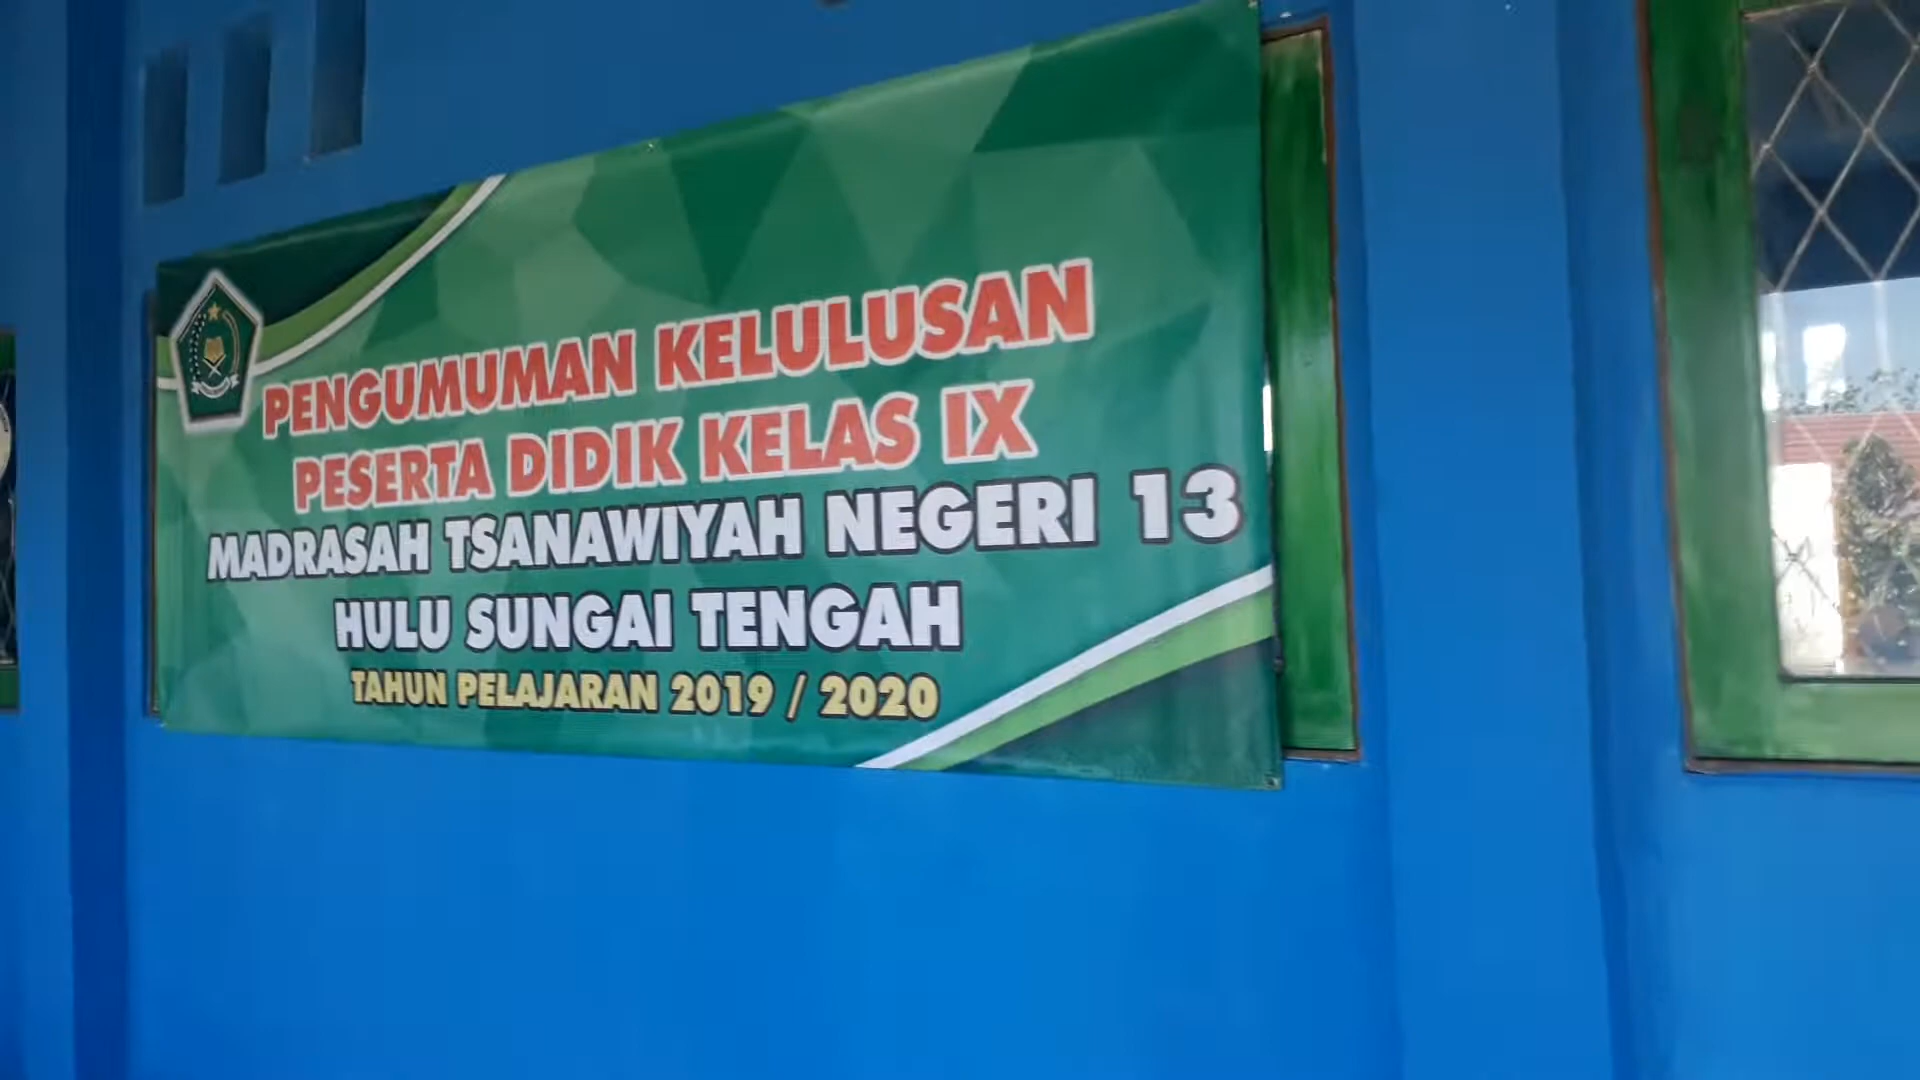 PENGUMUMAN KELULUSAN
PESERTA DIDIK KELAS IX
MADRASAH TSANAWIYAH NEGERI 13
HULU SUNGAI TENGAH
TAHUN PELAJARAN 2019 / 2020